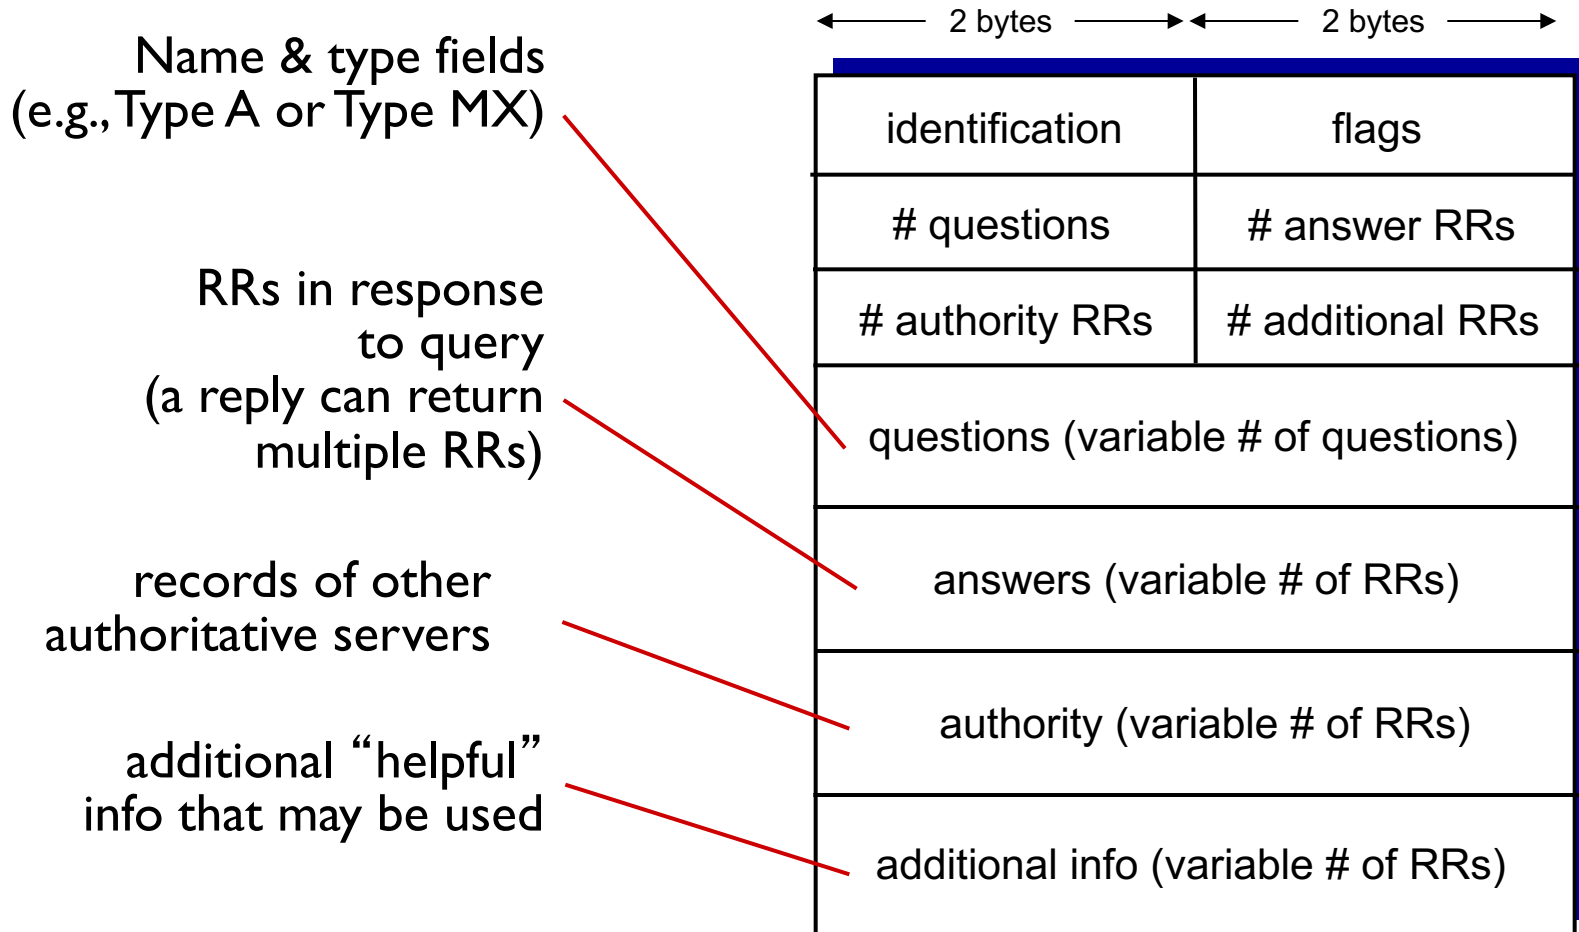 2 bytes
2 bytes
Name & type fields
(e.g., Type A or Type MX)
identification
flags
# questions
# answer RRs
# authority RRs
# additional RRs
RRs in response
to query
(a reply can return
multiple RRs)
questions (variable # of questions)
answers (variable # of RRs)
records of other
authoritative servers
authority (variable # of RRs)
additional “helpful”
info that may be used
additional info (variable # of RRs)